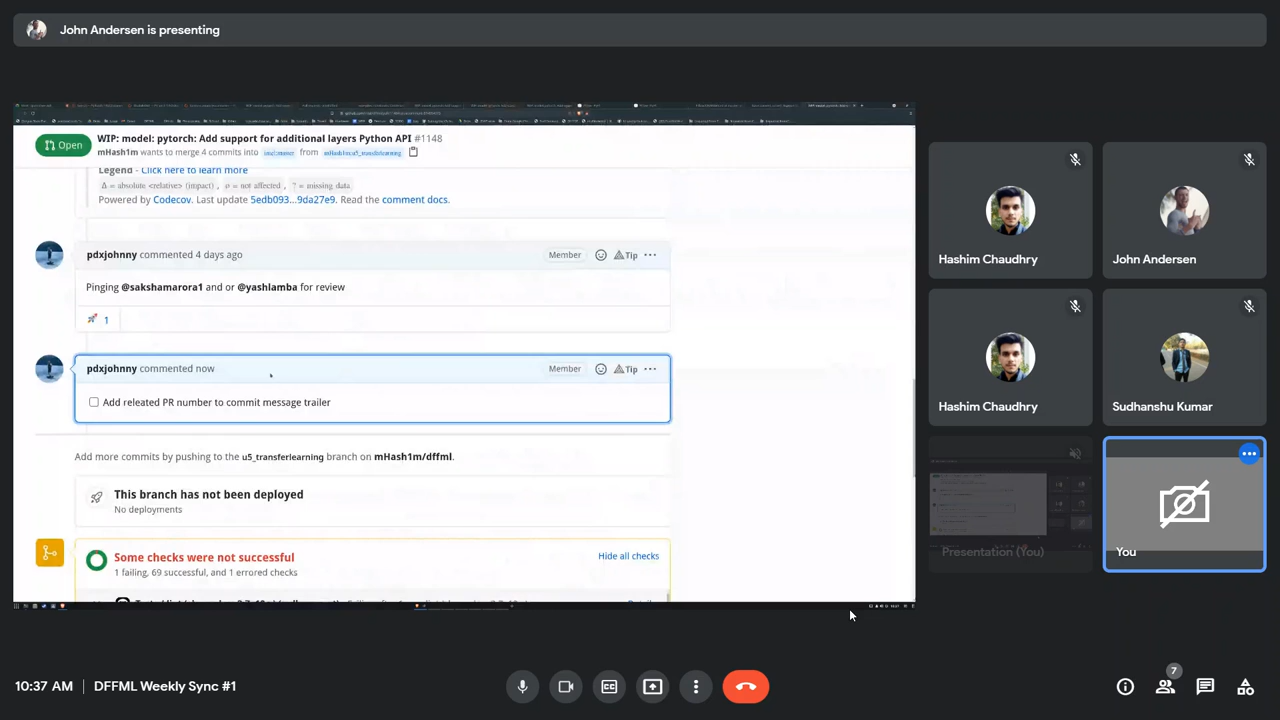 John Andersen is presenting
Open
WIP: model: pytorch: Add support for additional layers Python API #1148
mHash1m wants to merge 4 commits into intel:master from mHash1m:u5_transferlearning
Legend - Click here to learn more
Δ = absolute <relative> (impact) , ø = not affected , ? = missing data
Powered by Codecov. Last update 5edb093...9da27e9. Read the comment docs.
pdxjohnny commented 4 days ago
Member
Tip
Pinging @sakshamarora1 and or @yashlamba for review
1
pdxjohnny commented now
Member
Tip
Add releated PR number to commit message trailer
Add more commits by pushing to the u5_transferlearning branch on mHash1m/dffml.
This branch has not been deployed
No deployments
Some checks were not successful
Hide all checks
1 failing, 69 successful, and 1 errored checks
Hashim Chaudhry
John Andersen
Hashim Chaudhry
Sudhanshu Kumar
Presentation (You)
You
10:37 AM
DFFML Weekly Sync #1
7